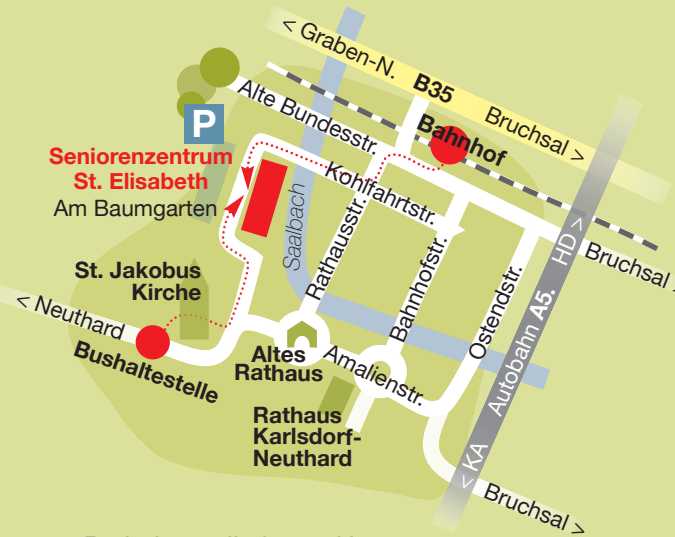 < Graben-N. B35 Bruchsal >
Alte Bundesstr.
Bahnhof
P
Seniorenzentrum
St. Elisabeth
Am Baumgarten
Kohlfahrtstr.
Saalbach
Rathausstr.
Bahnhofstr.
Ostendstr.
Bruchsal >
< KA Autobahn A5. HD >
St. Jakobus
Kirche
< Neuthard
Bushaltestelle
Altes
Rathaus
Amalienstr.
Rathaus
Karlsdorf-
Neuthard
Bruchsal >